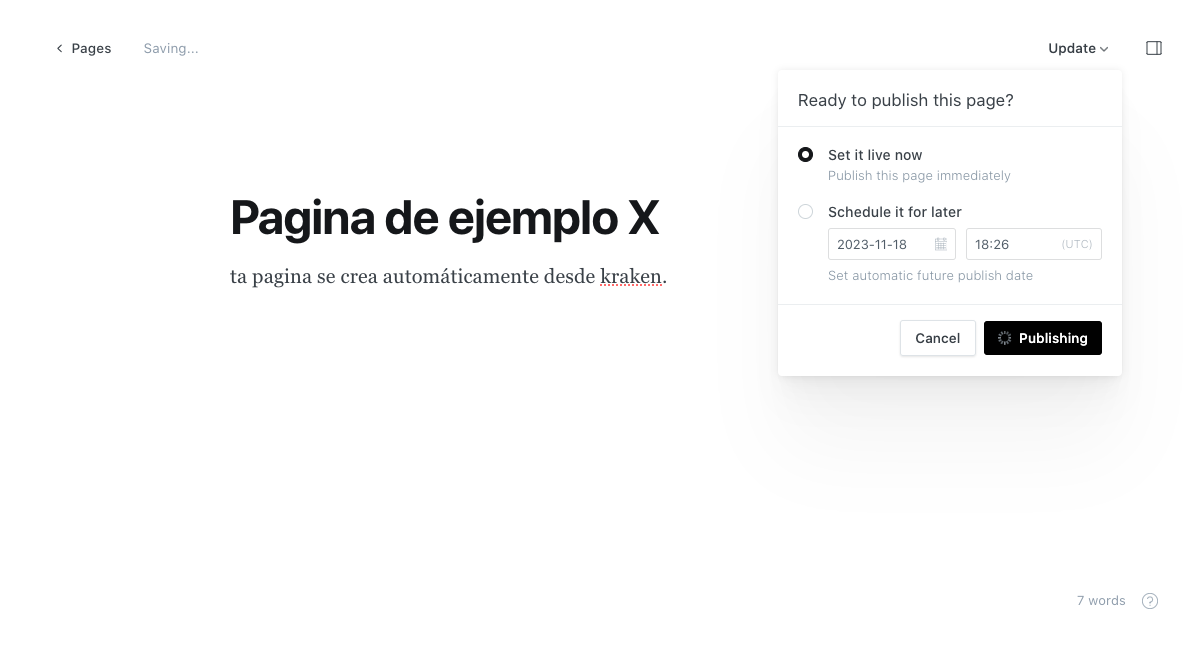 Pages
Saving...
Update
Ready to publish this page?
Set it live now
Publish this page immediately
Schedule it for later
2023-11-18
18:26
(UTC)
Set automatic future publish date
Cancel
Publishing
Pagina de ejemplo X
ta pagina se crea automáticamente desde kraken.
7 words
?